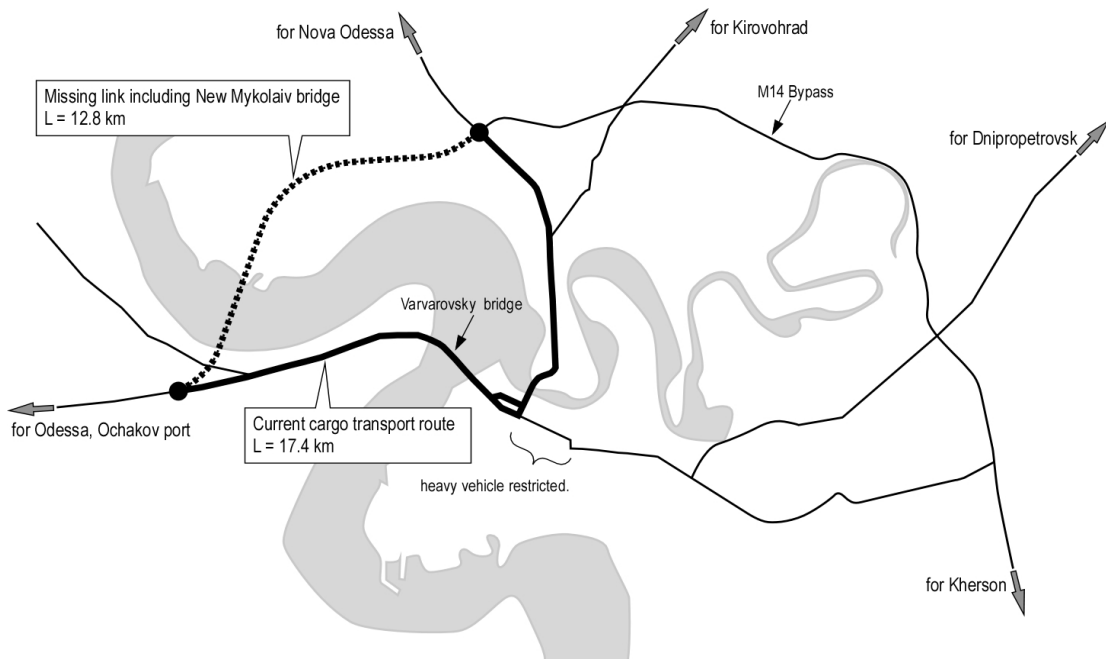 for Nova Odessa
for Kirovohrad
Missing link including New Mykolaiv bridge
L = 12.8 km
M14 Bypass
for Dnipropetrovsk
Varvarovsky bridge
for Odessa, Ochakov port
Current cargo transport route
L = 17.4 km
heavy vehicle restricted.
for Kherson